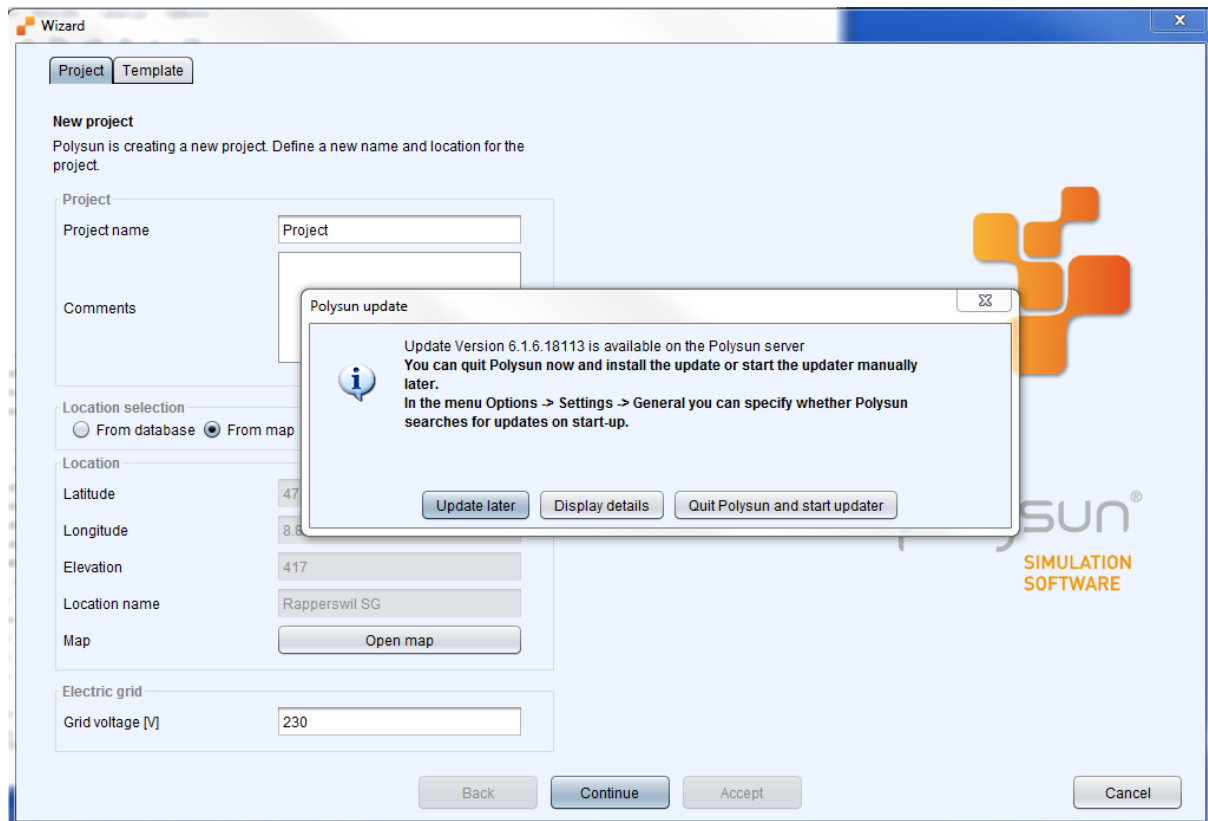 Wizard
Project Template
New project
Polysun is creating a new project. Define a new name and location for the
project.
Project
Project name Project
Comments
Polysun update
Update Version 6.1.6.18113 is available on the Polysun server
You can quit Polysun now and install the update or start the updater manually
later.
In the menu Options -> Settings -> General you can specify whether Polysun
searches for updates on start-up.
Update later Display details Quit Polysun and start updater
Location selection
From database From map
Location
Latitude 47
Longitude 8.8
Elevation 417
Location name Rapperswil SG
Map Open map
SIMULATION
SOFTWARE
Electric grid
Grid voltage [V] 230
Back Continue Accept Cancel